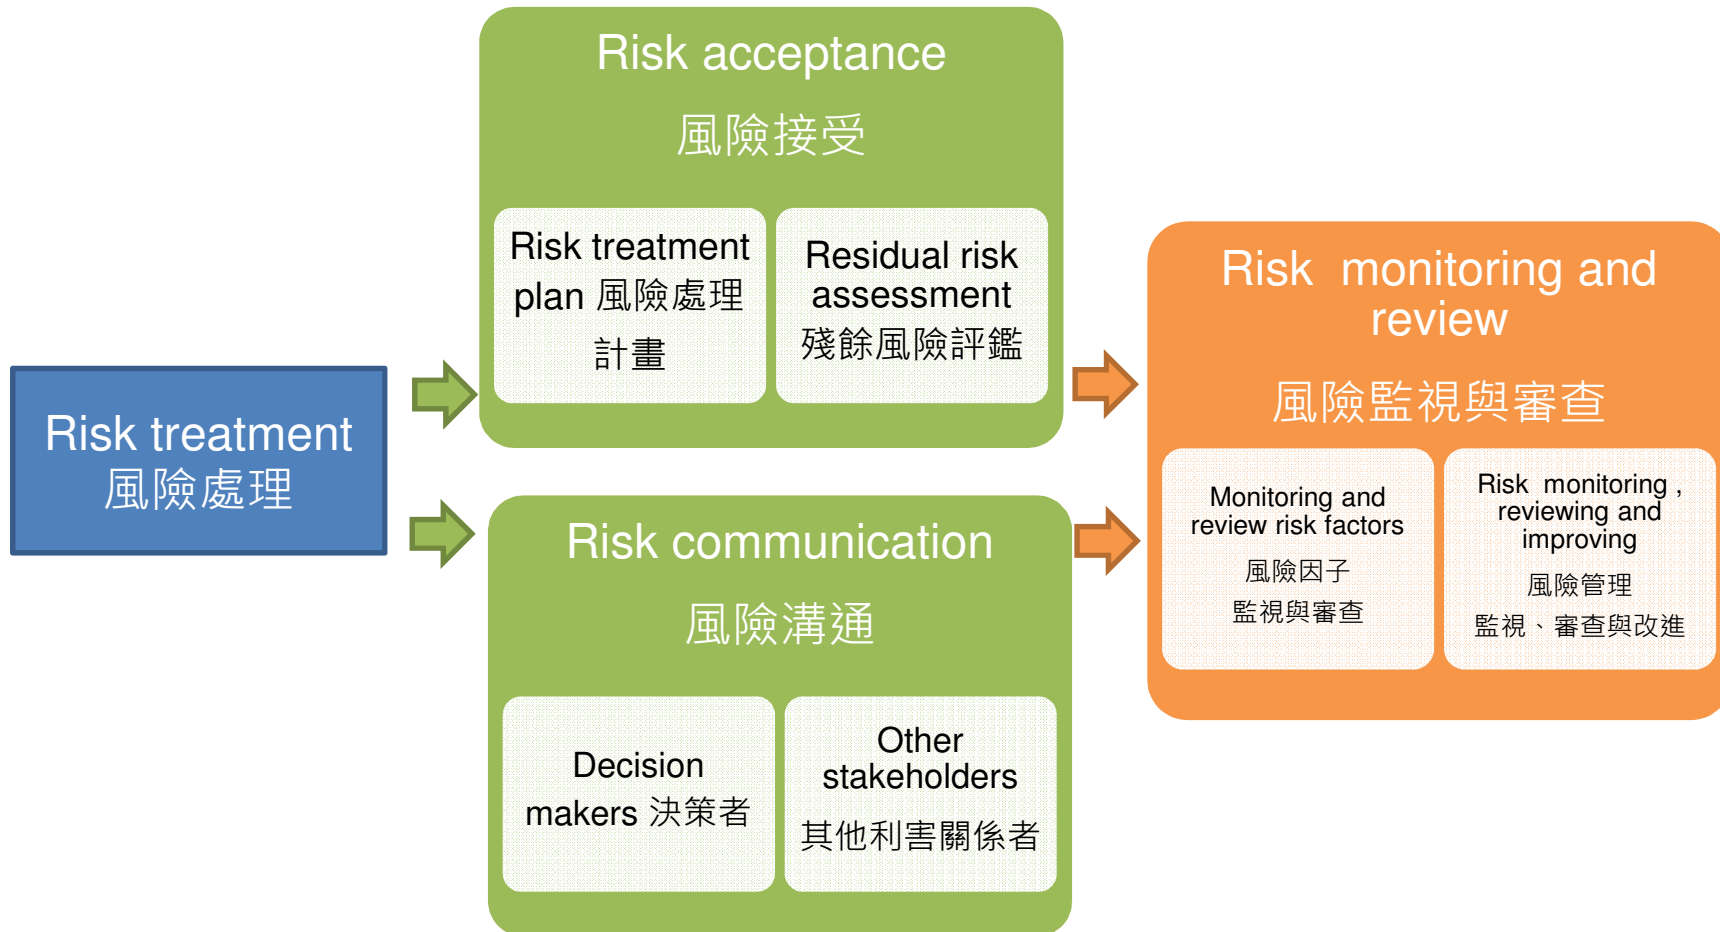 Risk treatment
風險處理
Risk acceptance
風險接受
Risk treatment
plan 風險處理
計畫
Residual risk
assessment
殘餘風險評鑑
Risk communication
風險溝通
Decision
makers 決策者
Other
stakeholders
其他利害關係者
Risk  monitoring and
review
風險監視與審查
Monitoring and
review risk factors
風險因子
監視與審查
Risk  monitoring ,
reviewing and
improving
風險管理
監視、審查與改進